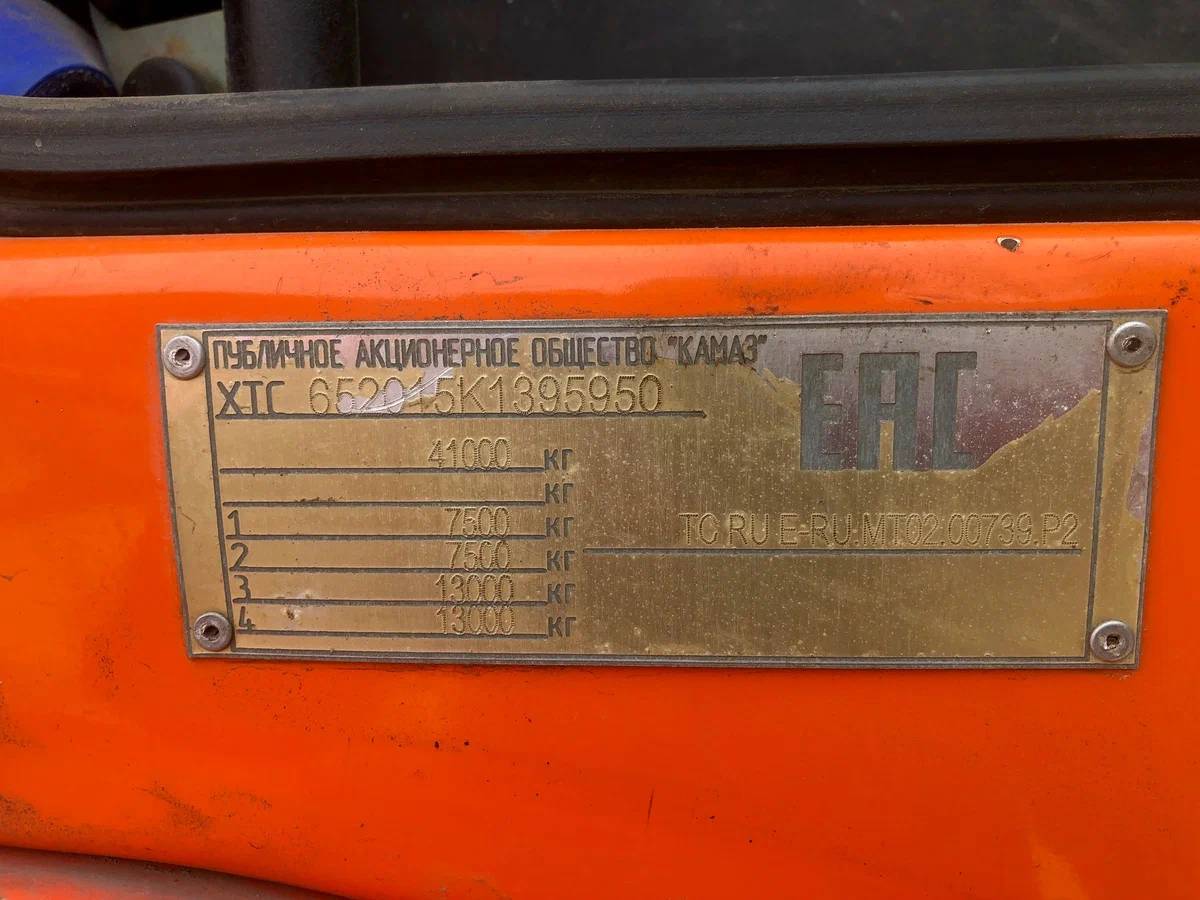 ПУБЛИЧНОЕ АКЦИОНЕРНОЕ ОБЩЕСТВО "КАМАЗ"
XTC 652015K1395950
EAC
41000 КГ
КГ
1 7500 КГ
2 7500 КГ
3 13000 КГ
4 13000 КГ
TC RU E-RU.MT02.00739.P2